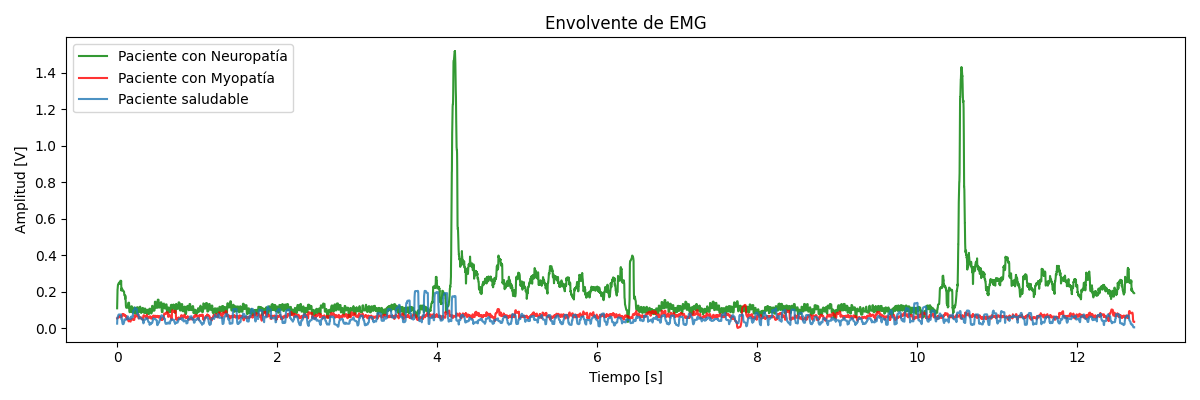 Envolvente de EMG
Paciente con Neuropatía
Paciente con Myopatía
Paciente saludable
Amplitud [V]
1.4
1.2
1.0
0.8
0.6
0.4
0.2
0.0
0 2 4 6 8 10 12
Tiempo [s]